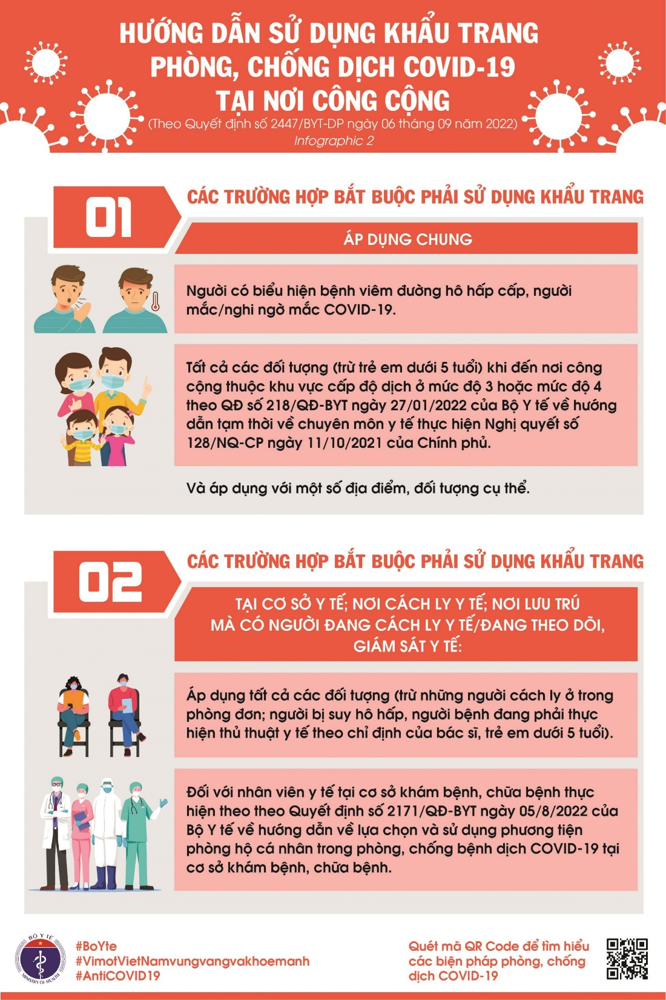 HƯỚNG DẪN SỬ DỤNG KHẨU TRANG
PHÒNG, CHỐNG DỊCH COVID-19
TẠI NƠI CÔNG CỘNG
(Theo Quyết định số 2447/BYT-DP ngày 06 tháng 09 năm 2022)
Infographic 2
01
CÁC TRƯỜNG HỢP BẮT BUỘC PHẢI SỬ DỤNG KHẨU TRANG
ÁP DỤNG CHUNG
Người có biểu hiện bệnh viêm đường hô hấp cấp, người
mắc/nghi ngờ mắc COVID-19.
Tất cả các đối tượng (trừ trẻ em dưới 5 tuổi) khi đến nơi công
cộng thuộc khu vực cấp độ dịch ở mức độ 3 hoặc mức độ 4
theo QĐ số 218/QĐ-BYT ngày 27/01/2022 của Bộ Y tế về hướng
dẫn tạm thời về chuyên môn y tế thực hiện Nghị quyết số
128/NQ-CP ngày 11/10/2021 của Chính phủ.
Và áp dụng với một số địa điểm, đối tượng cụ thể.
02
CÁC TRƯỜNG HỢP BẮT BUỘC PHẢI SỬ DỤNG KHẨU TRANG
TẠI CƠ SỞ Y TẾ; NƠI CÁCH LY Y TẾ; NƠI LƯU TRÚ
MÀ CÓ NGƯỜI ĐANG CÁCH LY Y TẾ/ĐANG THEO DÕI,
GIÁM SÁT Y TẾ:
Áp dụng tất cả các đối tượng (trừ những người cách ly ở trong
phòng đơn; người bị suy hô hấp, người bệnh đang phải thực
hiện thủ thuật y tế theo chỉ định của bác sĩ, trẻ em dưới 5 tuổi).
Đối với nhân viên y tế tại cơ sở khám bệnh, chữa bệnh thực
hiện theo theo Quyết định số 2171/QĐ-BYT ngày 05/8/2022 của
Bộ Y tế về hướng dẫn về lựa chọn và sử dụng phương tiện
phòng hộ cá nhân trong phòng, chống bệnh dịch COVID-19 tại
cơ sở khám bệnh, chữa bệnh.
BỘ Y TẾ
MINISTRY OF HEALTH
#BoYte
#VimotVietNamvungvangvakhoemanh
#AntiCOVID19
Quét mã QR Code để tìm hiểu
các biện pháp phòng, chống
dịch COVID-19